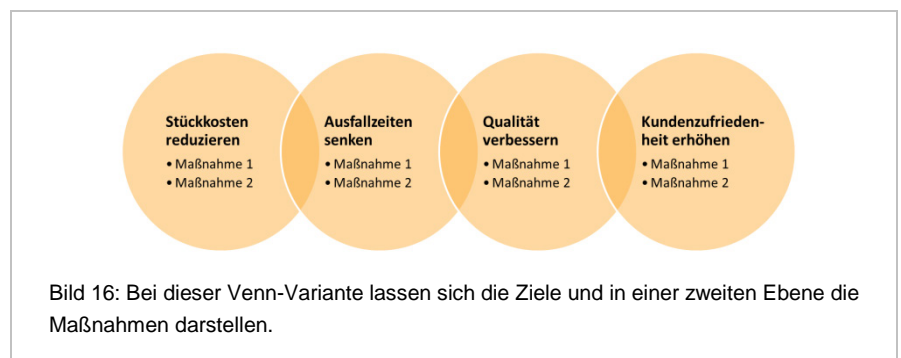 Stückkosten
reduzieren
• Maßnahme 1
• Maßnahme 2
Ausfallzeiten
senken
• Maßnahme 1
• Maßnahme 2
Qualität
verbessern
• Maßnahme 1
• Maßnahme 2
Kundenzufrieden-
heit erhöhen
• Maßnahme 1
• Maßnahme 2
Bild 16: Bei dieser Venn-Variante lassen sich die Ziele und in einer zweiten Ebene die
Maßnahmen darstellen.